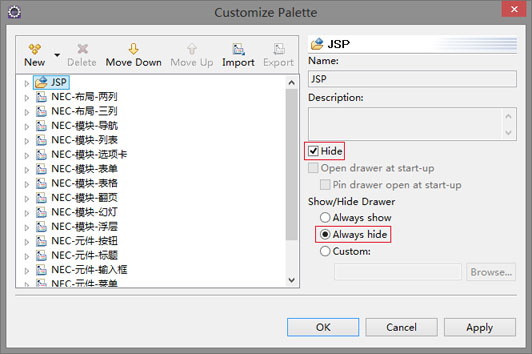 Customize Palette
New
Delete
Move Down
Move Up
Import
Export
JSP
NEC-布局-两列
NEC-布局-三列
NEC-模块-导航
NEC-模块-列表
NEC-模块-选项卡
NEC-模块-表单
NEC-模块-表格
NEC-模块-翻页
NEC-模块-幻灯
NEC-模块-浮层
NEC-元件-按钮
NEC-元件-标题
NEC-元件-输入框
NEC-元件-菜单
JSP
Name:
JSP
Description:
Hide
Open drawer at start-up
Pin drawer open at start-up
Show/Hide Drawer
Always show
Always hide
Custom:
Browse...
OK
Cancel
Apply